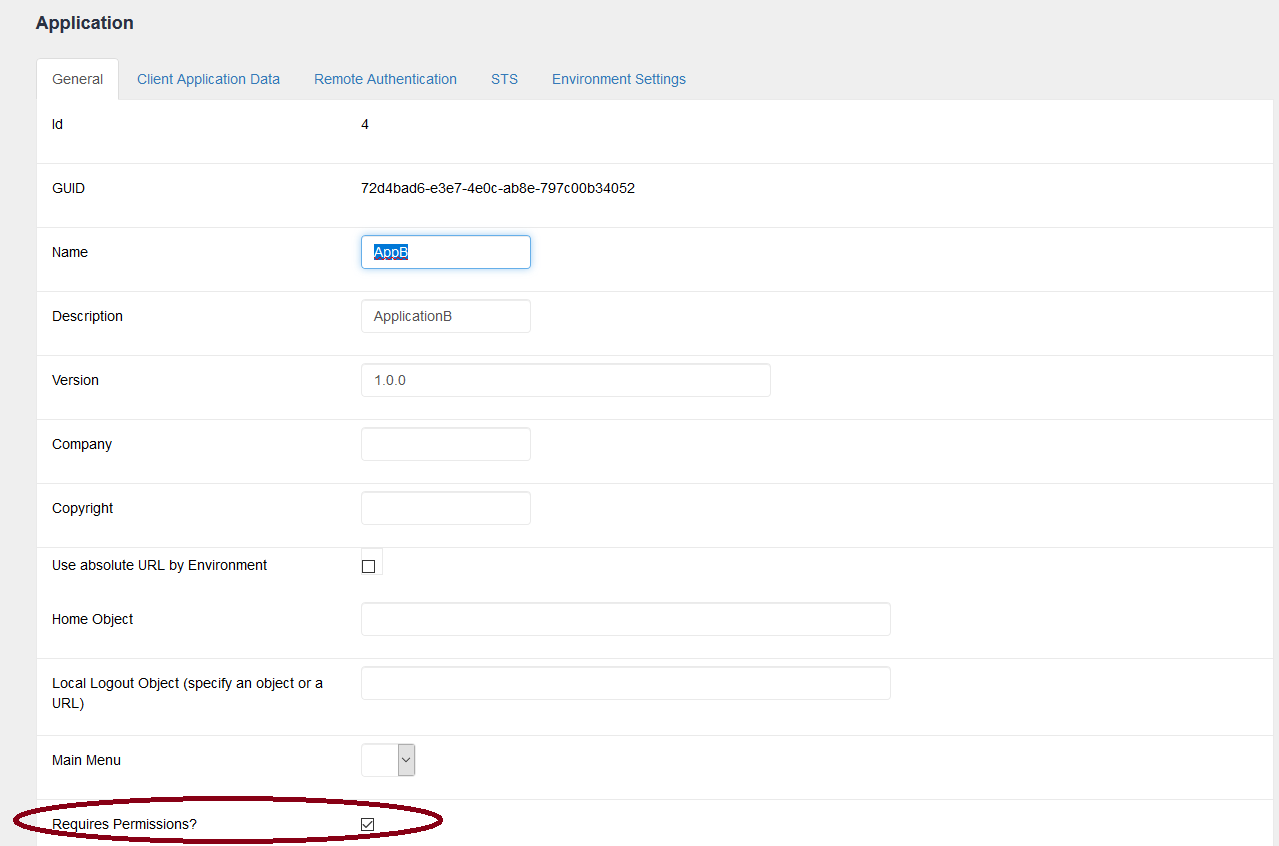 Application
General Client Application Data Remote Authentication STS Environment Settings
Id 4
GUID 72d4bad6-e3e7-4e0c-ab8e-797c00b34052
Name AppB
Description ApplicationB
Version 1.0.0
Company
Copyright
Use absolute URL by Environment
Home Object
Local Logout Object (specify an object or a
URL)
Main Menu
Requires Permissions?